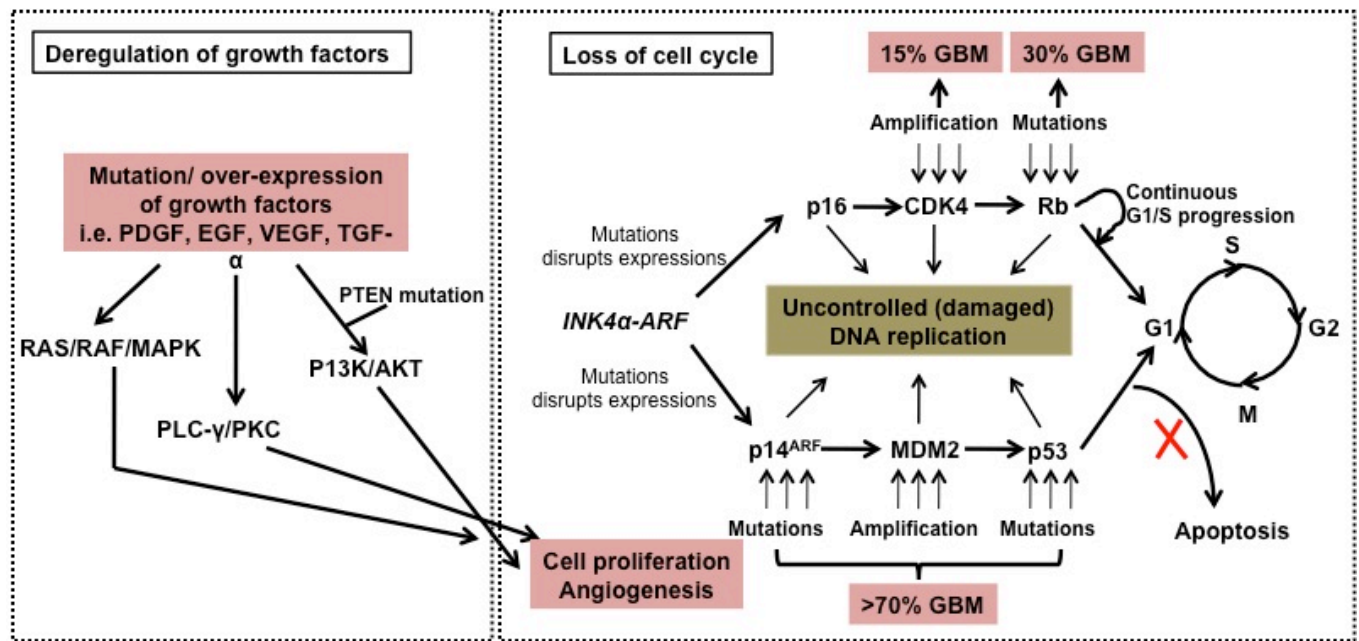 Deregulation of growth factors
Mutation/ over-expression
of growth factors
i.e. PDGF, EGF, VEGF, TGF-
α
PTEN mutation
RAS/RAF/MAPK
P13K/AKT
PLC-γ/PKC
Cell proliferation
Angiogenesis
Loss of cell cycle
15% GBM
30% GBM
Amplification
Mutations
p16
CDK4
Rb
Continuous
G1/S progression
Mutations
disrupts expressions
INK4α-ARF
Uncontrolled (damaged)
DNA replication
Mutations
disrupts expressions
S
G1
G2
M
p14ARF
MDM2
p53
X
Mutations
Amplification
Mutations
Apoptosis
>70% GBM